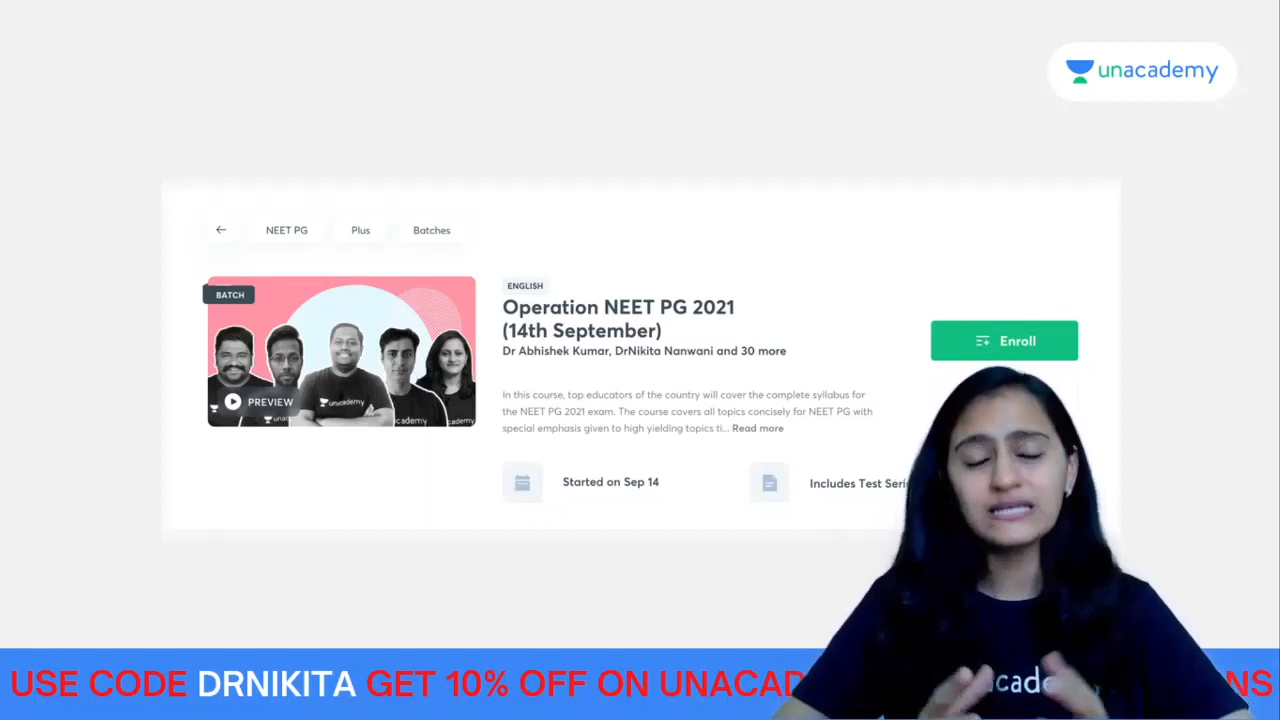 unacademy
← NEET PG Plus Batches
BATCH
PREVIEW
unacademy
ENGLISH
Operation NEET PG 2021
(14th September)
Dr Abhishek Kumar, DrNikita Nanwani and 30 more
Enroll
In this course, top educators of the country will cover the complete syllabus for
the NEET PG 2021 exam. The course covers all topics concisely for NEET PG with
special emphasis given to high yielding topics ti... Read more
Started on Sep 14
Includes Test Seri
cade
USE CODE DRNIKITA GET 10% OFF ON UNACAD NS